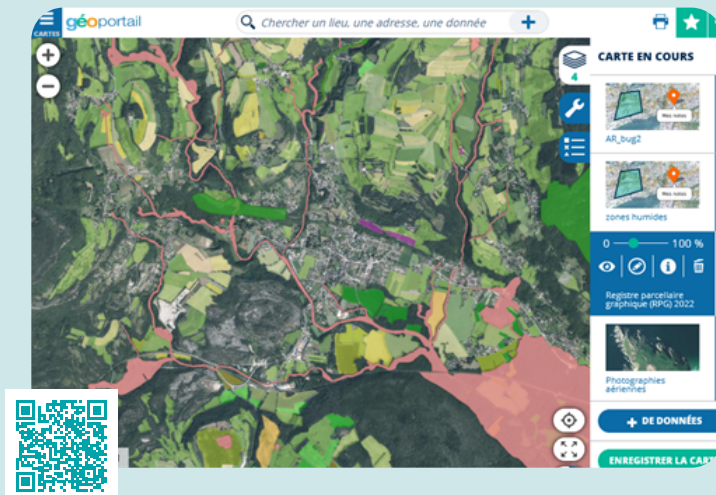 CARTES
géoportail
Chercher un lieu, une adresse, une donnée
4
CARTE EN COURS
Mes notes
AR_bug2
Mes notes
zones humides
0 100 %
Registre parcellaire
graphique (RPG) 2022
Photographies
aériennes
+ DE DONNÉES
ENREGISTRER LA CARTE